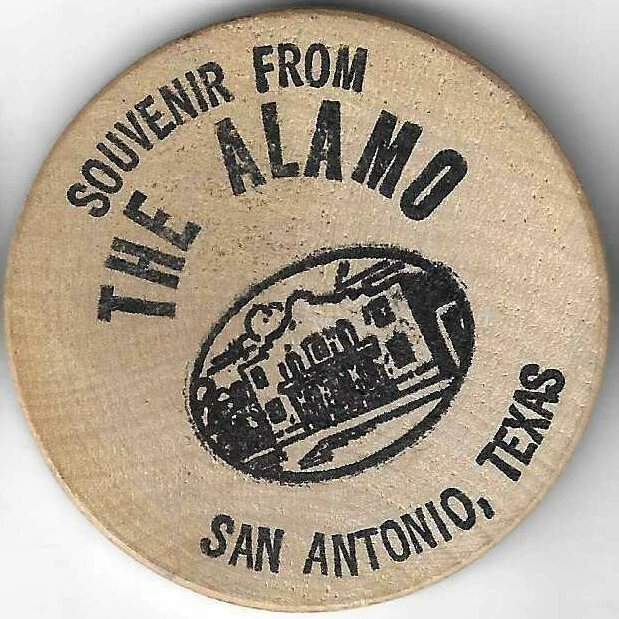 SOUVENIR FROM
THE ALAMO
SAN ANTONIO, TEXAS